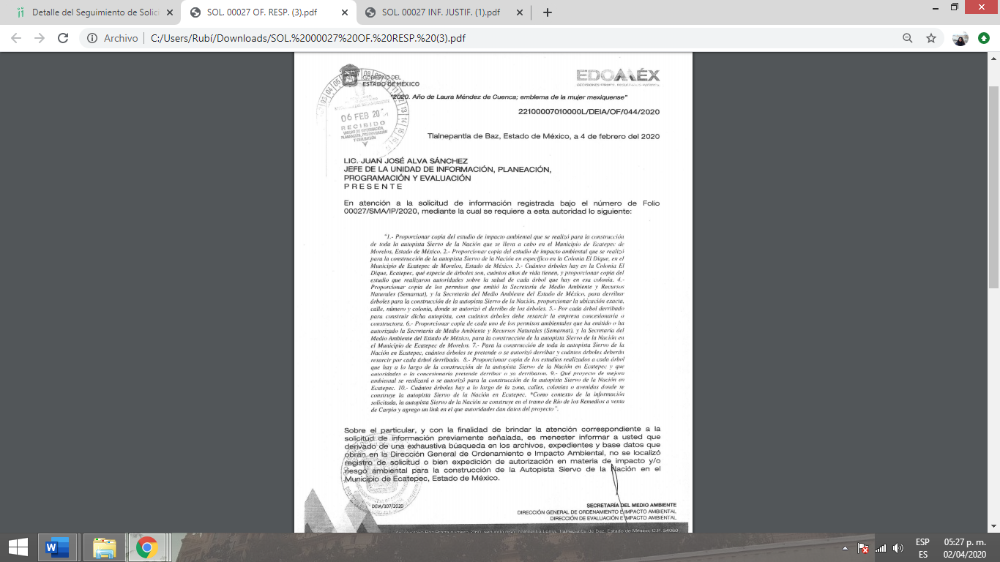 Detalle del Seguimiento de Solici
SOL. 00027 OF. RESP. (3).pdf
SOL. 00027 INF. JUSTIF. (1).pdf
Archivo
C:/Users/Rubí/Downloads/SOL.%2000027%20OF.%20RESP.%20(3).pdf
GOBIERNO DEL
ESTADO DE MÉXICO
EDOMÉX
DECISIONES FIRMES, RESULTADOS FUERTES.
"2020. Año de Laura Méndez de Cuenca; emblema de la mujer mexiquense"
22100007010000L/DEIA/OF/044/2020
06 FEB 20
RECIBIDO
UNIDAD DE INFORMACIÓN,
PLANEACIÓN, PROGRAMACIÓN
Y EVALUACIÓN
Tlalnepantla de Baz, Estado de México, a 4 de febrero del 2020
LIC. JUAN JOSÉ ALVA SÁNCHEZ
JEFE DE LA UNIDAD DE INFORMACIÓN, PLANEACIÓN,
PROGRAMACIÓN Y EVALUACIÓN
P R E S E N T E
En atención a la solicitud de información registrada bajo el número de Folio
00027/SMA/IP/2020, mediante la cual se requiere a esta autoridad lo siguiente:
"1.- Proporcionar copia del estudio de impacto ambiental que se realizó para la construcción
de toda la autopista Siervo de la Nación que se lleva a cabo en el Municipio de Ecatepec de
Morelos, Estado de México. 2.- Proporcionar copia del estudio de impacto ambiental que se realizó
para la construcción de la autopista Siervo de la Nación en específico en la Colonia El Dique, en el
Municipio de Ecatepec de Morelos, Estado de México. 3.- Cuántos árboles hay en la Colonia El
Dique, Ecatepec, qué especie de árboles son, cuántos años de vida tienen, y proporcionar copia del
estudio que realizaron autoridades sobre la salud de cada árbol que hay en esa colonia. 4.-
Proporcionar copia de los permisos que emitió la Secretaría de Medio Ambiente y Recursos
Naturales (Semarnat), y la Secretaría del Medio Ambiente del Estado de México, para derribar
árboles para la construcción de la autopista Siervo de la Nación, proporcionar la ubicación exacta,
calle, número y colonia, donde se autorizó el derribo de los árboles. 5.- Por cada árbol derribado
para construir dicha autopista, con cuántos árboles debe resarcir la empresa concesionaria o
constructora. 6.- Proporcionar copia de cada uno de los permisos ambientales que ha emitido o ha
autorizado la Secretaría de Medio Ambiente y Recursos Naturales (Semarnat), y la Secretaría del
Medio Ambiente del Estado de México, para la construcción de la autopista Siervo de la Nación en
el Municipio de Ecatepec de Morelos. 7.- Para la construcción de toda la autopista Siervo de la
Nación en Ecatepec, cuántos árboles se pretende o se autorizó derribar y cuántos árboles deberán
resarcir por cada árbol derribado. 8.- Proporcionar copia de los estudios realizados a cada árbol
que hay a lo largo de la construcción de la autopista Siervo de la Nación en Ecatepec y que
autoridades o la concesionaria pretende derribar o ya derribaron. 9.- Qué proyecto de mejora
ambiental se realizará o se autorizó para la construcción de la autopista Siervo de la Nación en
Ecatepec. 10.- Cuántos árboles hay a lo largo de la zona, calles, colonias o avenidas donde se
construye la autopista Siervo de la Nación en Ecatepec. *Como contexto de la información
solicitada, la autopista Siervo de la Nación se construye en el tramo de Río de los Remedios a venta
de Carpio y agrego un link en el que autoridades dan datos del proyecto".
Sobre el particular, y con la finalidad de brindar la atención correspondiente a la
solicitud de información previamente señalada, es menester informar a usted que
derivado de una exhaustiva búsqueda en los archivos, expedientes y base datos que
obran en la Dirección General de Ordenamiento e Impacto Ambiental, no se localizó
registro de solicitud o bien expedición de autorización en materia de impacto y/o
riesgo ambiental para la construcción de la Autopista Siervo de la Nación en el
Municipio de Ecatepec, Estado de México.
DEIA/307/2020
SECRETARÍA DEL MEDIO AMBIENTE
DIRECCIÓN GENERAL DE ORDENAMIENTO E IMPACTO AMBIENTAL
DIRECCIÓN DE EVALUACIÓN E IMPACTO AMBIENTAL
ESP
ES
05:27 p. m.
02/04/2020